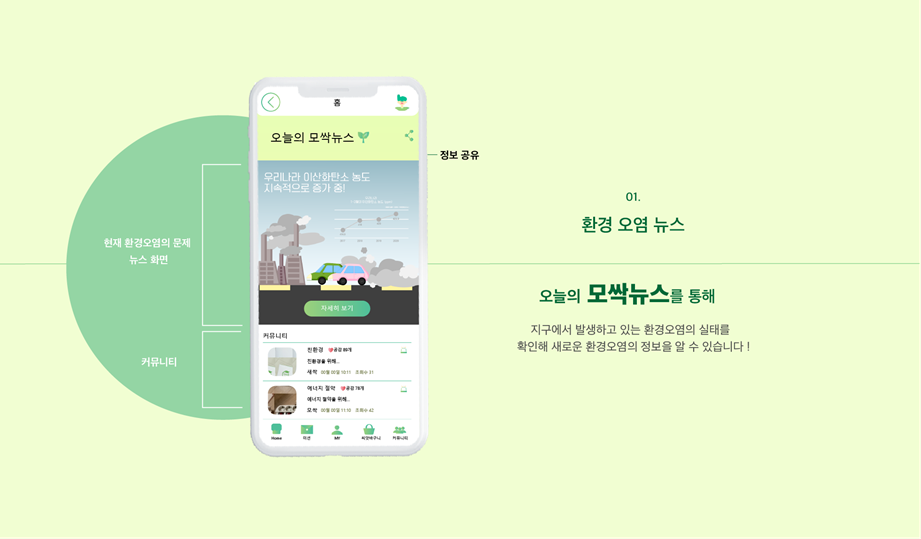 홈
오늘의 모싹뉴스
정보 공유
우리나라 이산화탄소 농도
지속적으로 증가 중!
자세히 보기
현재 환경오염의 문제
뉴스 화면
커뮤니티
커뮤니티
친환경 공감 89개
친환경을 위해..
새싹 00월 00일 10:11 조회수 31
에너지 절약 공감 76개
에너지 절약을 위해..
모싹 00월 00일 11:10 조회수 42
Home 미션 MY 씨앗바구니 커뮤니티
01.
환경 오염 뉴스
오늘의 모싹뉴스를 통해
지구에서 발생하고 있는 환경오염의 실태를
확인해 새로운 환경오염의 정보을 알 수 있습니다 !